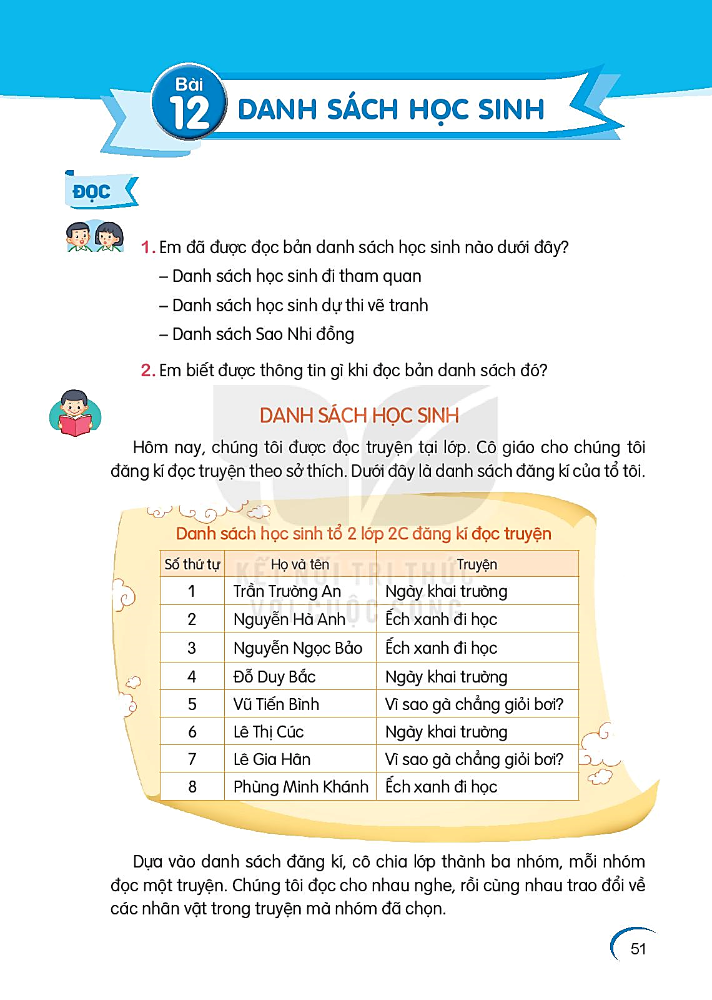 Bài
12
DANH SÁCH HỌC SINH
ĐỌC
1. Em đã được đọc bản danh sách học sinh nào dưới đây?
– Danh sách học sinh đi tham quan
– Danh sách học sinh dự thi vẽ tranh
– Danh sách Sao Nhi đồng
2. Em biết được thông tin gì khi đọc bản danh sách đó?
DANH SÁCH HỌC SINH
Hôm nay, chúng tôi được đọc truyện tại lớp. Cô giáo cho chúng tôi
đăng kí đọc truyện theo sở thích. Dưới đây là danh sách đăng kí của tổ tôi.
Danh sách học sinh tổ 2 lớp 2C đăng kí đọc truyện
Số thứ tự Họ và tên Truyện
1 Trần Trường An Ngày khai trường
2 Nguyễn Hà Anh Ếch xanh đi học
3 Nguyễn Ngọc Bảo Ếch xanh đi học
4 Đỗ Duy Bắc Ngày khai trường
5 Vũ Tiến Bình Vì sao gà chẳng giỏi bơi?
6 Lê Thị Cúc Ngày khai trường
7 Lê Gia Hân Vì sao gà chẳng giỏi bơi?
8 Phùng Minh Khánh Ếch xanh đi học
KẾT NỐI TRI THỨC
VỚI CUỘC SỐNG
Dựa vào danh sách đăng kí, cô chia lớp thành ba nhóm, mỗi nhóm
đọc một truyện. Chúng tôi đọc cho nhau nghe, rồi cùng nhau trao đổi về
các nhân vật trong truyện mà nhóm đã chọn.
51